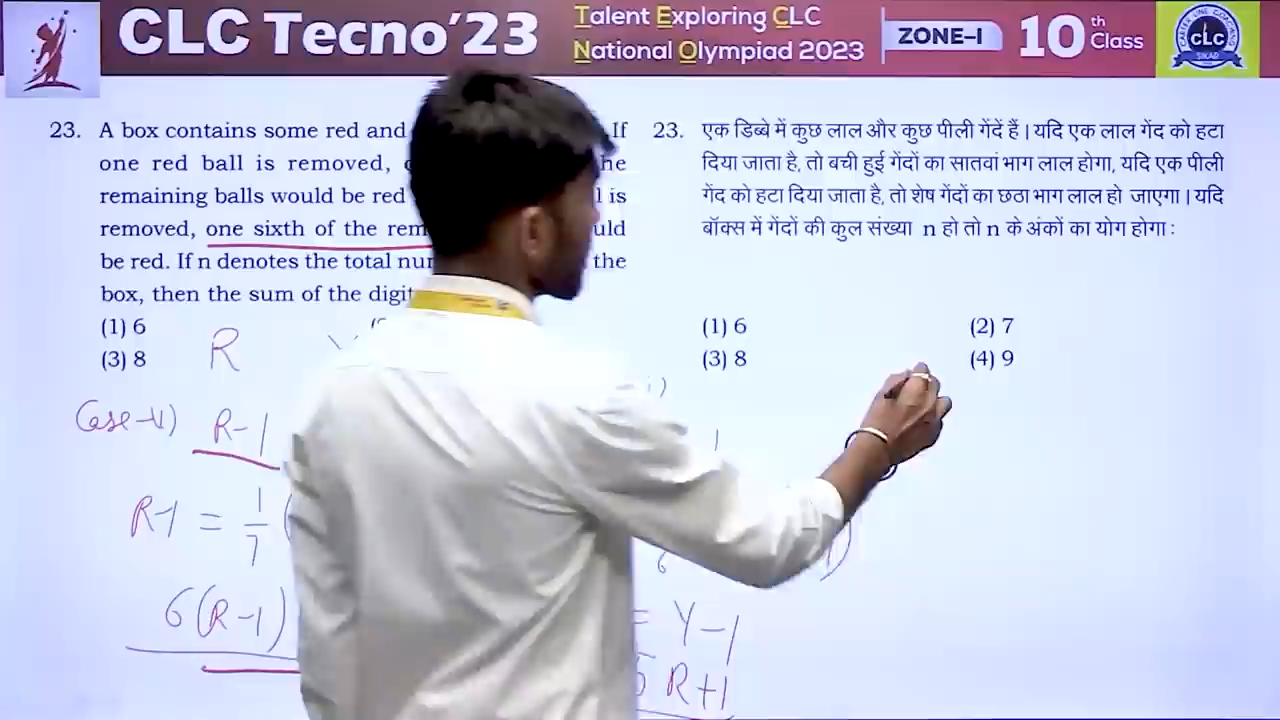 CLC Tecno'23
Talent Exploring CLC
National Olympiad 2023
ZONE-I
10th Class
CLC
SIKAR
23. A box contains some red and If
one red ball is removed, he
remaining balls would be red is
removed, one sixth of the rem uld
be red. If n denotes the total the
box, then the sum of the digit
(1) 6
(3) 8
23. एक डिब्बे में कुछ लाल और कुछ पीली गेंदें हैं। यदि एक लाल गेंद को हटा
दिया जाता है, तो बची हुई गेंदों का सातवां भाग लाल होगा, यदि एक पीली
गेंद को हटा दिया जाता है, तो शेष गेंदों का छठा भाग लाल हो जाएगा। यदि
बॉक्स में गेंदों की कुल संख्या n हो तो n के अंकों का योग होगा :
(1) 6 (2) 7
(3) 8 (4) 9
R
R-1
R-1 = 1/7 (
6(R-1)
1
6
= Y-1
5R+1